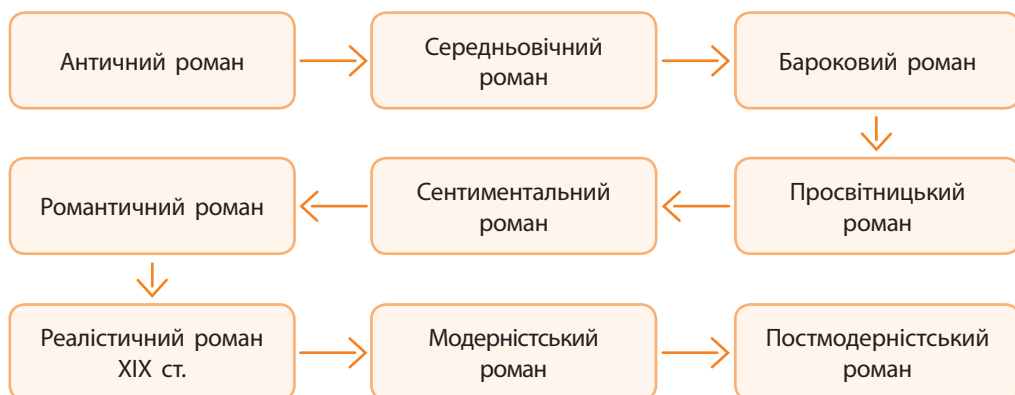 Античний роман
Середньовічний
роман
Бароковий роман
Просвітницький
роман
Сентиментальний
роман
Романтичний роман
Реалістичний роман
XIX ст.
Модерністський
роман
Постмодерністський
роман